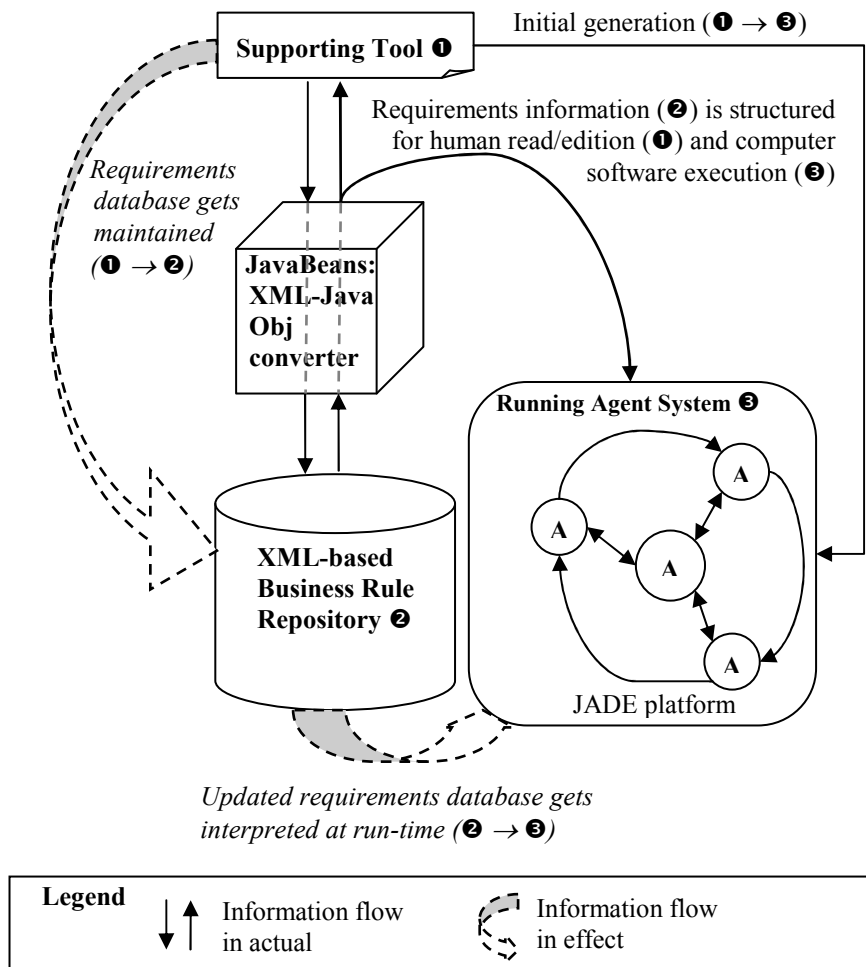 Initial generation (❶ → ❸)
Supporting Tool ❶
Requirements information (❷) is structured
for human read/edition (❶) and computer
software execution (❸)
Requirements
database gets
maintained
(❶ → ❷)
JavaBeans:
XML-Java
Obj
converter
Running Agent System ❸
A
A
A
A
JADE platform
XML-based
Business Rule
Repository ❷
Updated requirements database gets
interpreted at run-time (❷ → ❸)
Legend
Information flow
in actual
Information flow
in effect